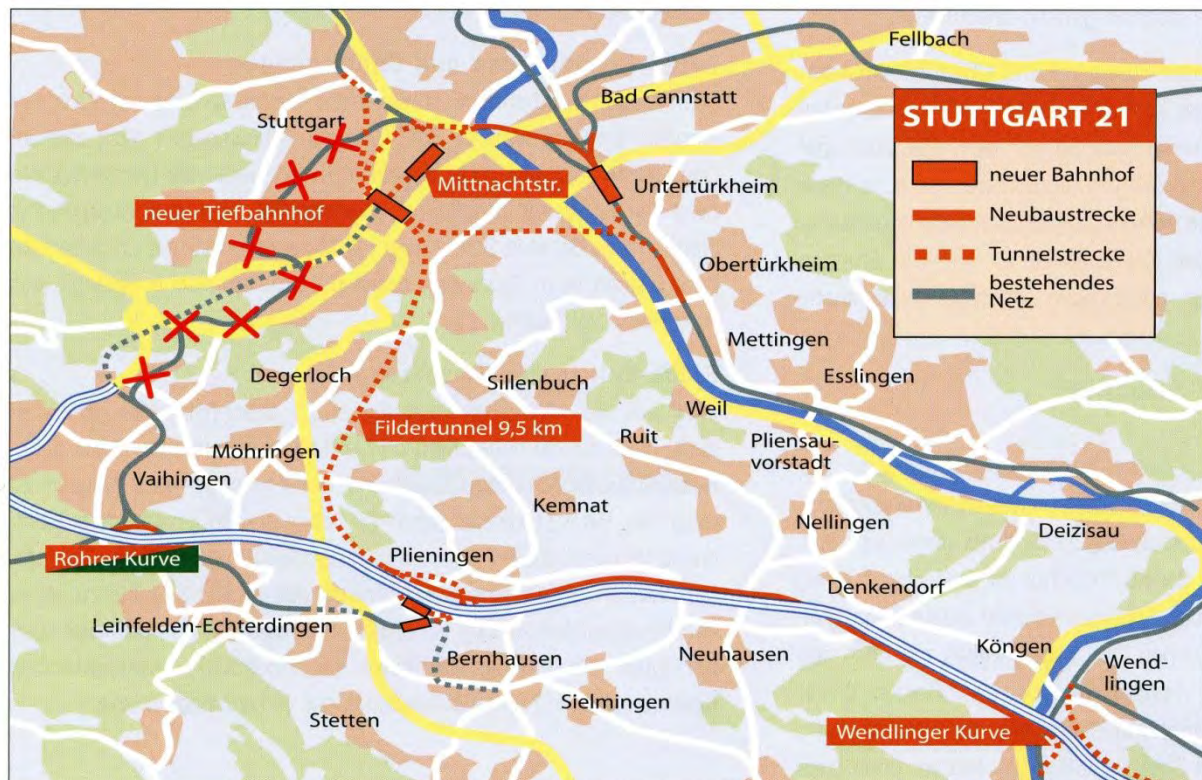 Fellbach
Bad Cannstatt
Stuttgart
STUTTGART 21
neuer Bahnhof
Neubaustrecke
Tunnelstrecke
bestehendes
Netz
Mittnachtstr.
Untertürkheim
neuer Tiefbahnhof
Obertürkheim
Mettingen
Degerloch
Sillenbuch
Esslingen
Weil
Fildertunnel 9,5 km
Ruit
Pliensau-
vorstadt
Möhringen
Vaihingen
Kemnat
Nellingen
Deizisau
Rohrer Kurve
Plieningen
Denkendorf
Leinfelden-Echterdingen
Bernhausen
Neuhausen
Köngen
Wend-
lingen
Sielmingen
Stetten
Wendlinger Kurve